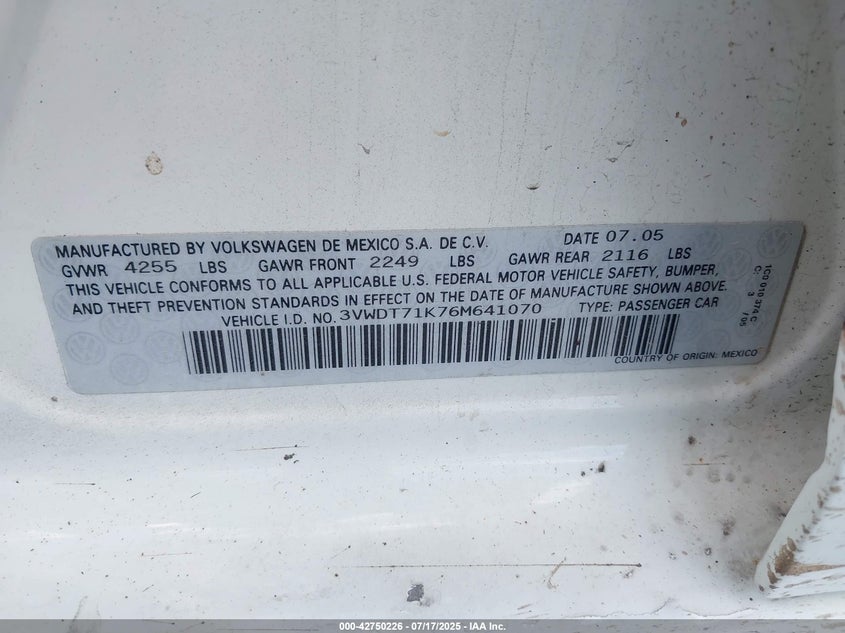 MANUFACTURED BY VOLKSWAGEN DE MEXICO S.A. DE C.V. DATE 07.05
GVWR 4255 LBS GAWR FRONT 2249 LBS GAWR REAR 2116 LBS
THIS VEHICLE CONFORMS TO ALL APPLICABLE U.S. FEDERAL MOTOR VEHICLE SAFETY, BUMPER,
AND THEFT PREVENTION STANDARDS IN EFFECT ON THE DATE OF MANUFACTURE SHOWN ABOVE.
VEHICLE I.D. NO. 3VWDT71K76M641070 TYPE: PASSENGER CAR
COUNTRY OF ORIGIN: MEXICO
1C0 010 374 C
000-42750226 - 07/17/2025 - IAA Inc.